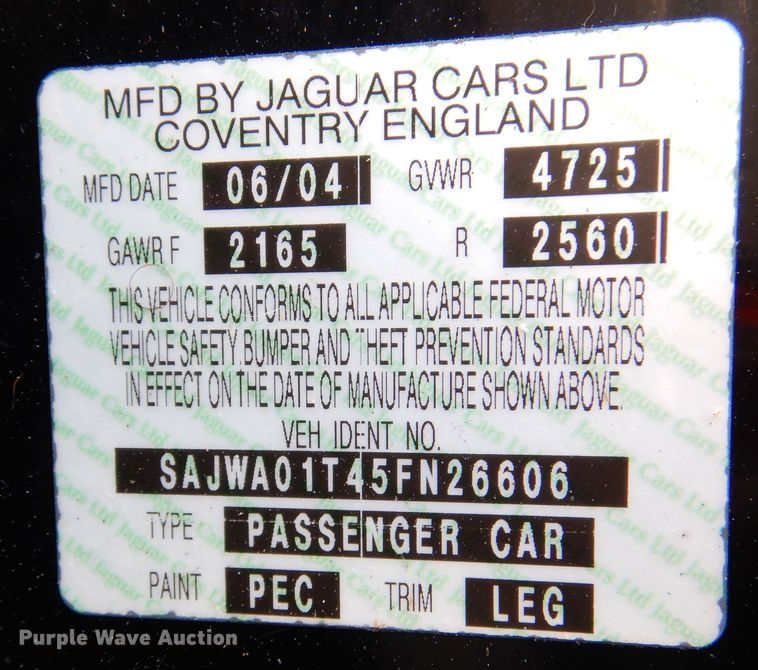 MFD BY JAGUAR CARS LTD
COVENTRY ENGLAND
MFD DATE 06/04 GVWR 4725
GAWR F 2165 R 2560
THIS VEHICLE CONFORMS TO ALL APPLICABLE FEDERAL MOTOR
VEHICLE SAFETY.BUMPER AND THEFT PREVENTION STANDARDS
IN EFFECT ON THE DATE OF MANUFACTURE SHOWN ABOVE.
VEH IDENT NO.
SAJWA01T45FN26606
TYPE PASSENGER CAR
PAINT PEC TRIM LEG
Purple Wave Auction